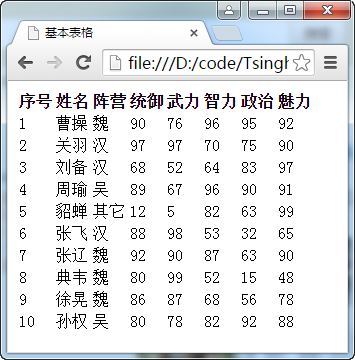 基本表格
file:///D:/code/Tsingh
序号 姓名 阵营 统御 武力 智力 政治 魅力
1 曹操 魏 90 76 96 95 92
2 关羽 汉 97 97 70 75 90
3 刘备 汉 68 52 64 83 97
4 周瑜 吴 89 67 96 90 91
5 貂蝉 其它 12 5 82 63 99
6 张飞 汉 88 98 53 32 65
7 张辽 魏 92 90 87 63 90
8 典韦 魏 80 99 52 15 48
9 徐晃 魏 86 87 68 56 78
10 孙权 吴 80 78 82 92 88